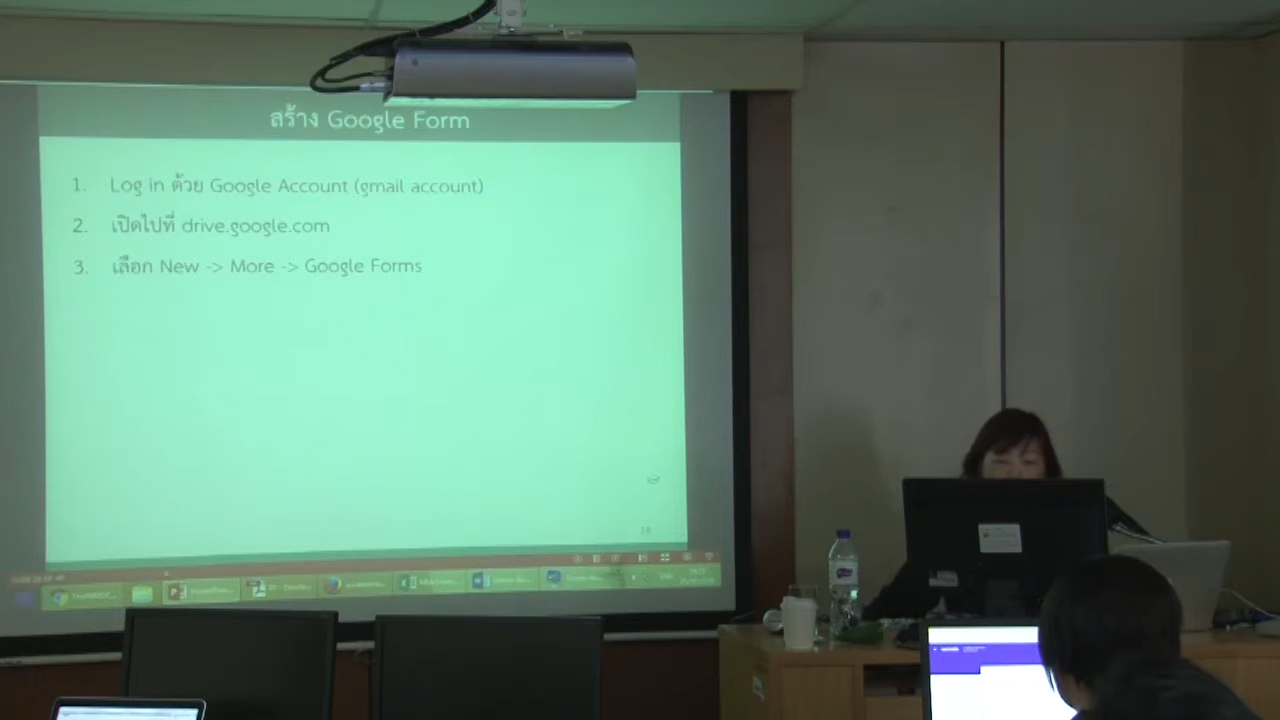 สร้าง Google Form
1. Log in ด้วย Google Account (gmail account)
2. เปิดไปที่ drive.google.com
3. เลือก New -> More -> Google Forms
28